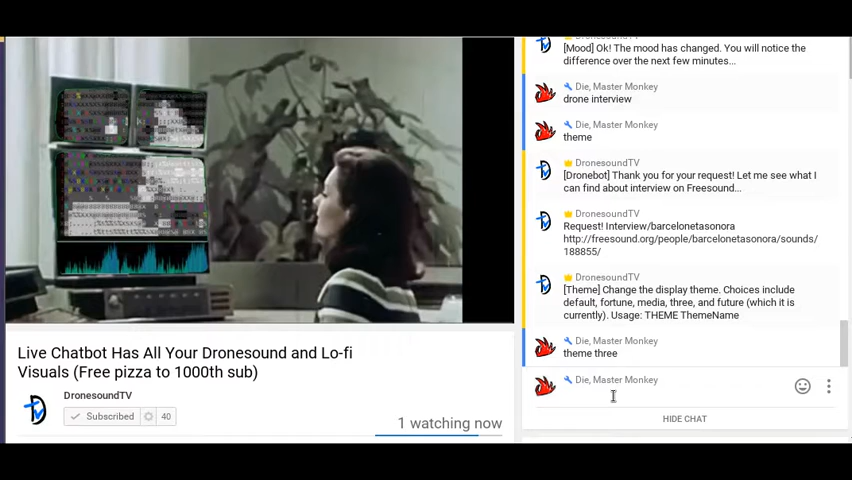 DronesoundTV
[Mood] Ok! The mood has changed. You will notice the
difference over the next few minutes...
Die, Master Monkey
drone interview
Die, Master Monkey
theme
DronesoundTV
[Dronebot] Thank you for your request! Let me see what I
can find about interview on Freesound...
DronesoundTV
Request! Interview/barcelonetasonora
http://freesound.org/people/barcelonetasonora/sounds/
188855/
DronesoundTV
[Theme] Change the display theme. Choices include
default, fortune, media, three, and future (which it is
currently). Usage: THEME ThemeName
Die, Master Monkey
theme three
Die, Master Monkey
HIDE CHAT
Live Chatbot Has All Your Dronesound and Lo-fi
Visuals (Free pizza to 1000th sub)
DronesoundTV
Subscribed 40
1 watching now